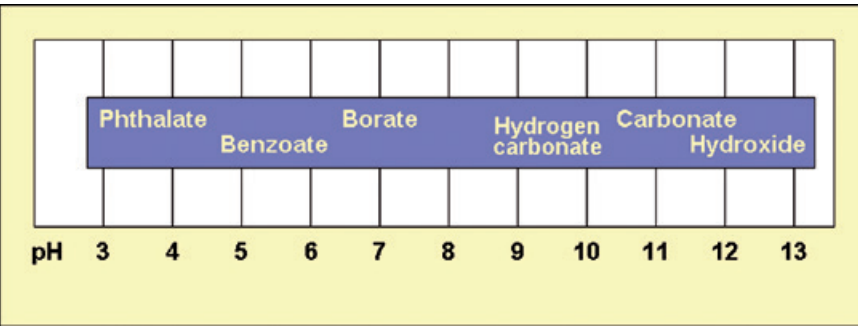 Phthalate
Benzoate
Borate
Hydrogen
carbonate
Carbonate
Hydroxide
pH 3 4 5 6 7 8 9 10 11 12 13